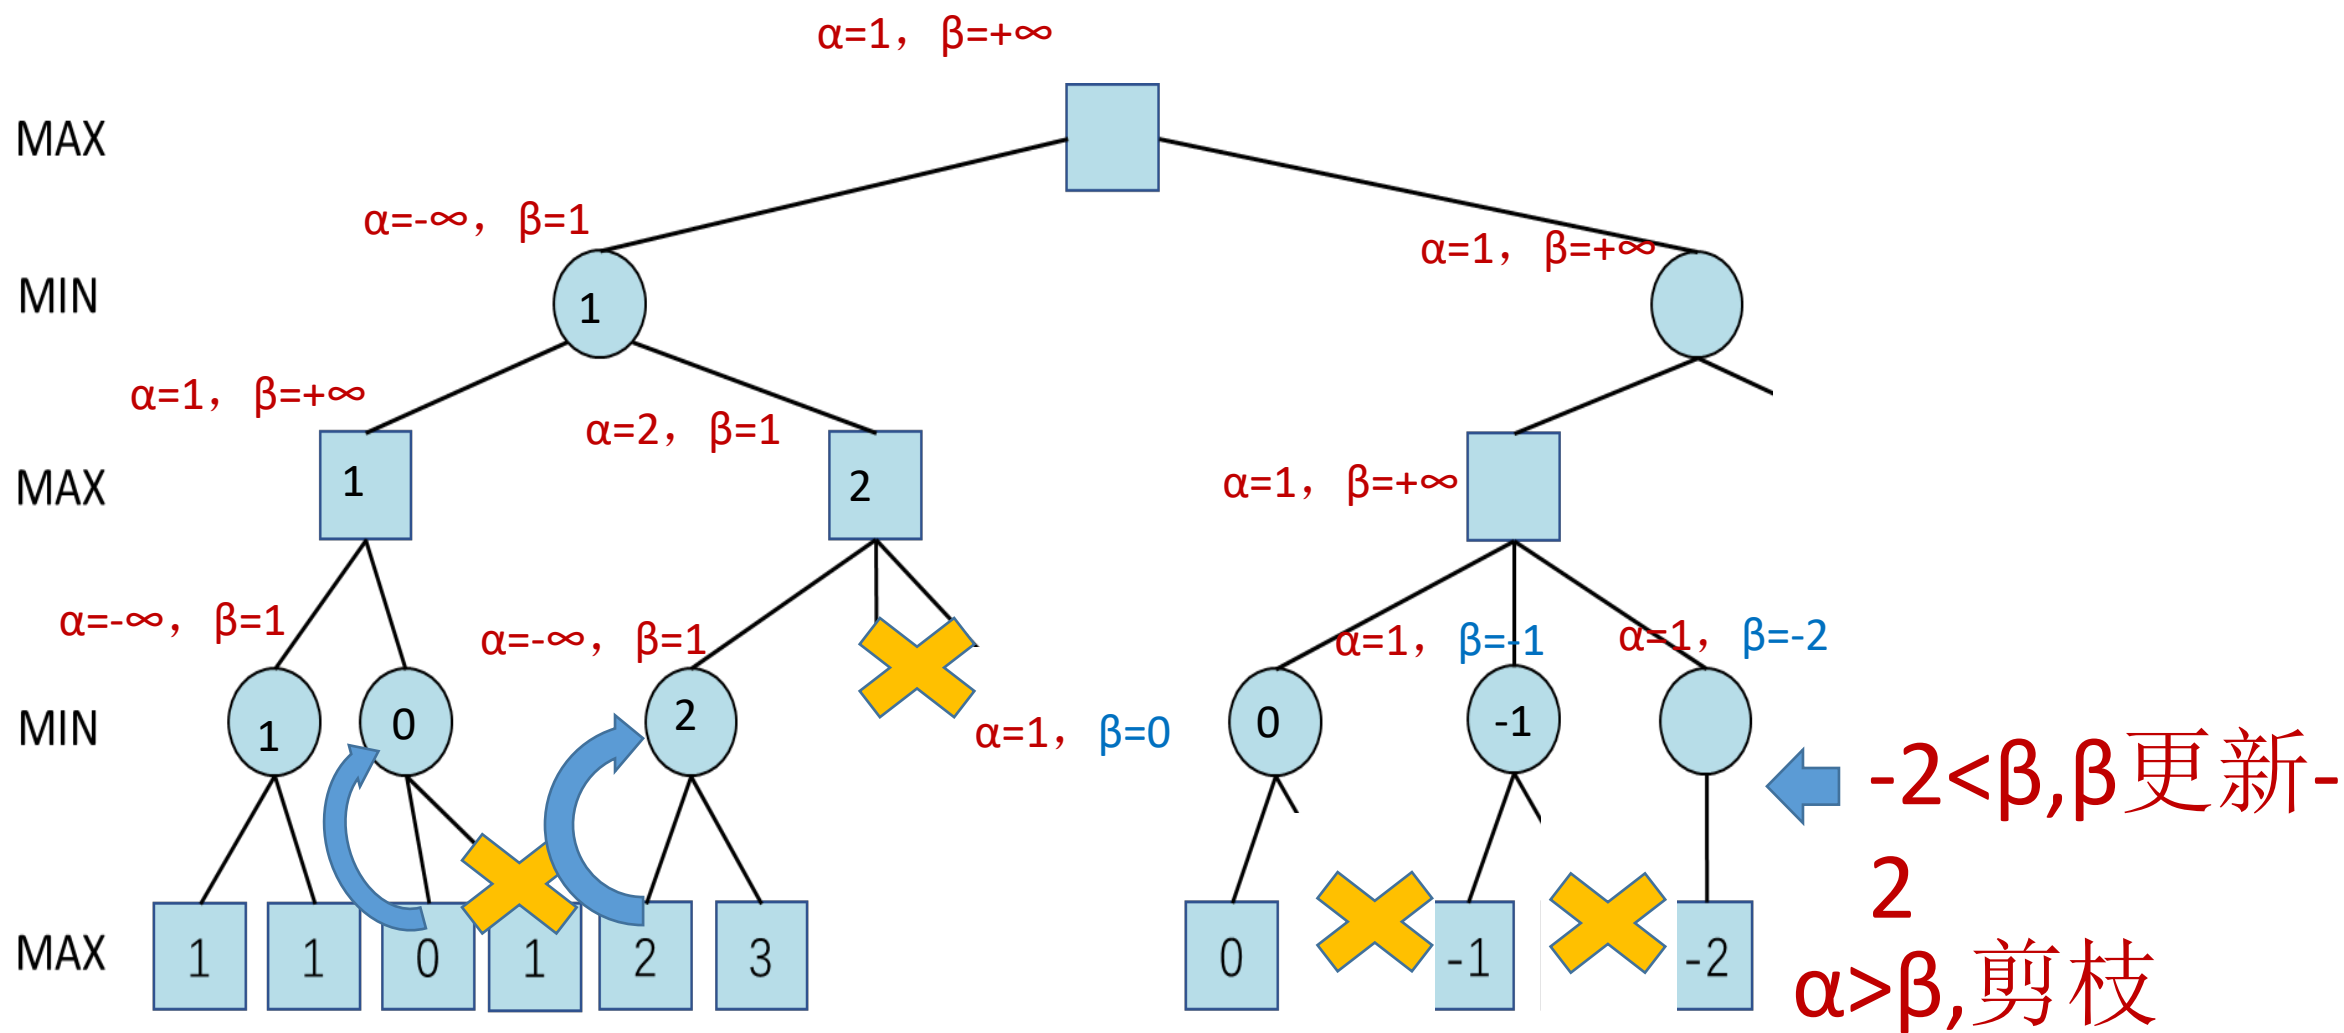 α=1，β=+∞
MAX
α=-∞，β=1
α=1，β=+∞
MIN
1
α=1，β=+∞
α=2，β=1
MAX
1
2
α=1，β=+∞
α=-∞，β=1
α=-∞，β=1
α=1，β=-1
α=1，β=-2
MIN
1
0
2
α=1，β=0
0
-1
-2<β,β更新-
2
α>β,剪枝
MAX
1
1
0
1
2
3
0
-1
-2